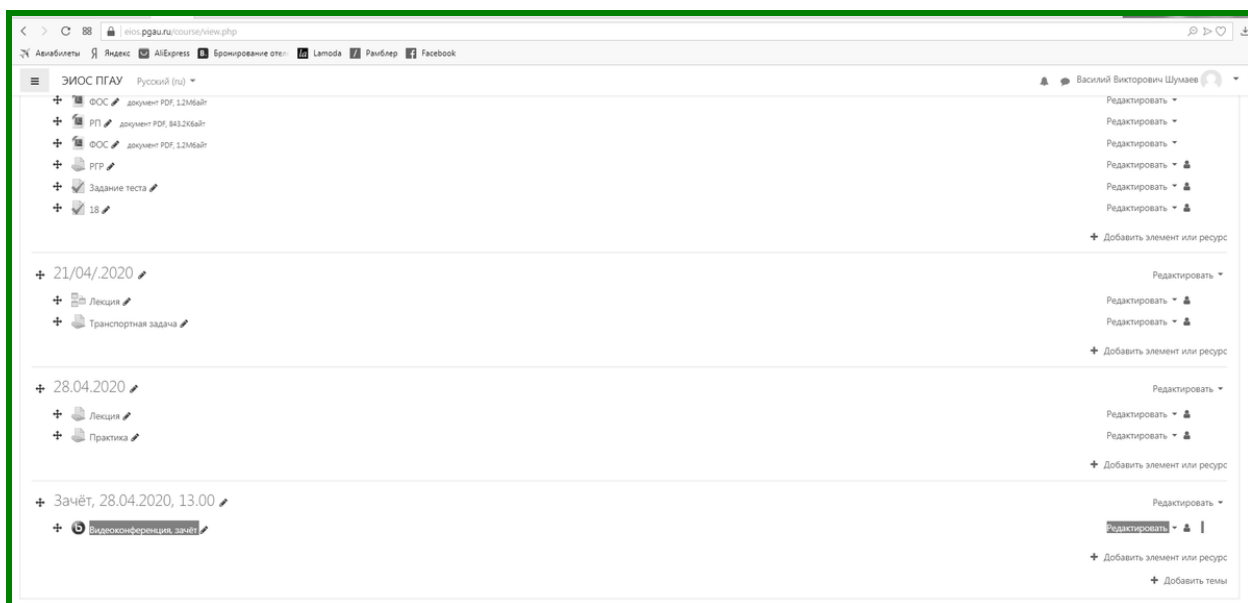 eios.pgau.ru/course/view.php
Авиабилеты Яндекс AliExpress Бронирование отел Lamoda Рамблер Facebook
ЭИОС ПГАУ Русский (ru) Василий Викторович Шумаев
ФОС документ PDF, 1.2Мбайт Редактировать
РП документ PDF, 843.2Кбайт Редактировать
ФОС документ PDF, 1.2Мбайт Редактировать
РГР Редактировать
Задание теста Редактировать
18 Редактировать
Добавить элемент или ресурс
21/04/.2020 Редактировать
Лекция Редактировать
Транспортная задача Редактировать
Добавить элемент или ресурс
28.04.2020 Редактировать
Лекция Редактировать
Практика Редактировать
Добавить элемент или ресурс
Зачёт, 28.04.2020, 13.00 Редактировать
Видеоконференция, зачёт Редактировать
Добавить элемент или ресурс
Добавить темы